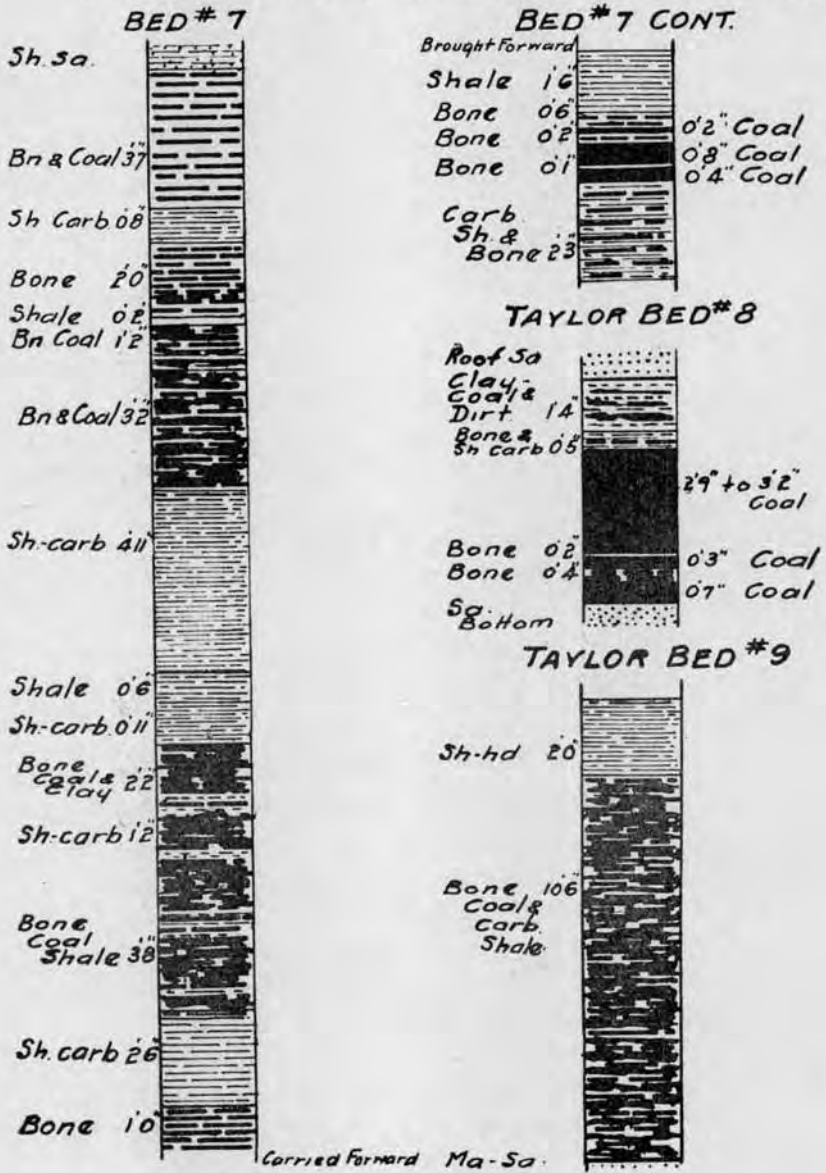 BED # 7
Sh. Sa.
Bn & Coal 3'7"
Sh Carb 0'8"
Bone 2'0"
Shale 0'2"
Bn Coal 1'2"
Bn & Coal 3'2"
Sh.-carb 4'11"
Shale 0'6"
Sh.-carb. 0'11"
Bone
Coal &
Clay 2'2"
Sh-carb 1'2"
Bone
Coal
Shale 3'8"
Sh. carb 2'6"
Bone 1'0"
Carried Forward
BED # 7 CONT.
Brought Forward
Shale 1'6"
Bone 0'6"
0'2" Coal
Bone 0'2"
0'8" Coal
Bone 0'1"
0'4" Coal
Carb.
Sh. &
Bone 2'3"
TAYLOR BED # 8
Roof Sa
Clay-
Coal &
Dirt 1'4"
Bone &
Sh carb 0'5"
2'9" to 3'2"
Coal
Bone 0'2"
0'3" Coal
Bone 0'4"
0'7" Coal
Sa.
Bottom
TAYLOR BED # 9
Sh-hd 2'0"
Bone 10'6"
Coal &
Carb.
Shale
Ma-Sa.